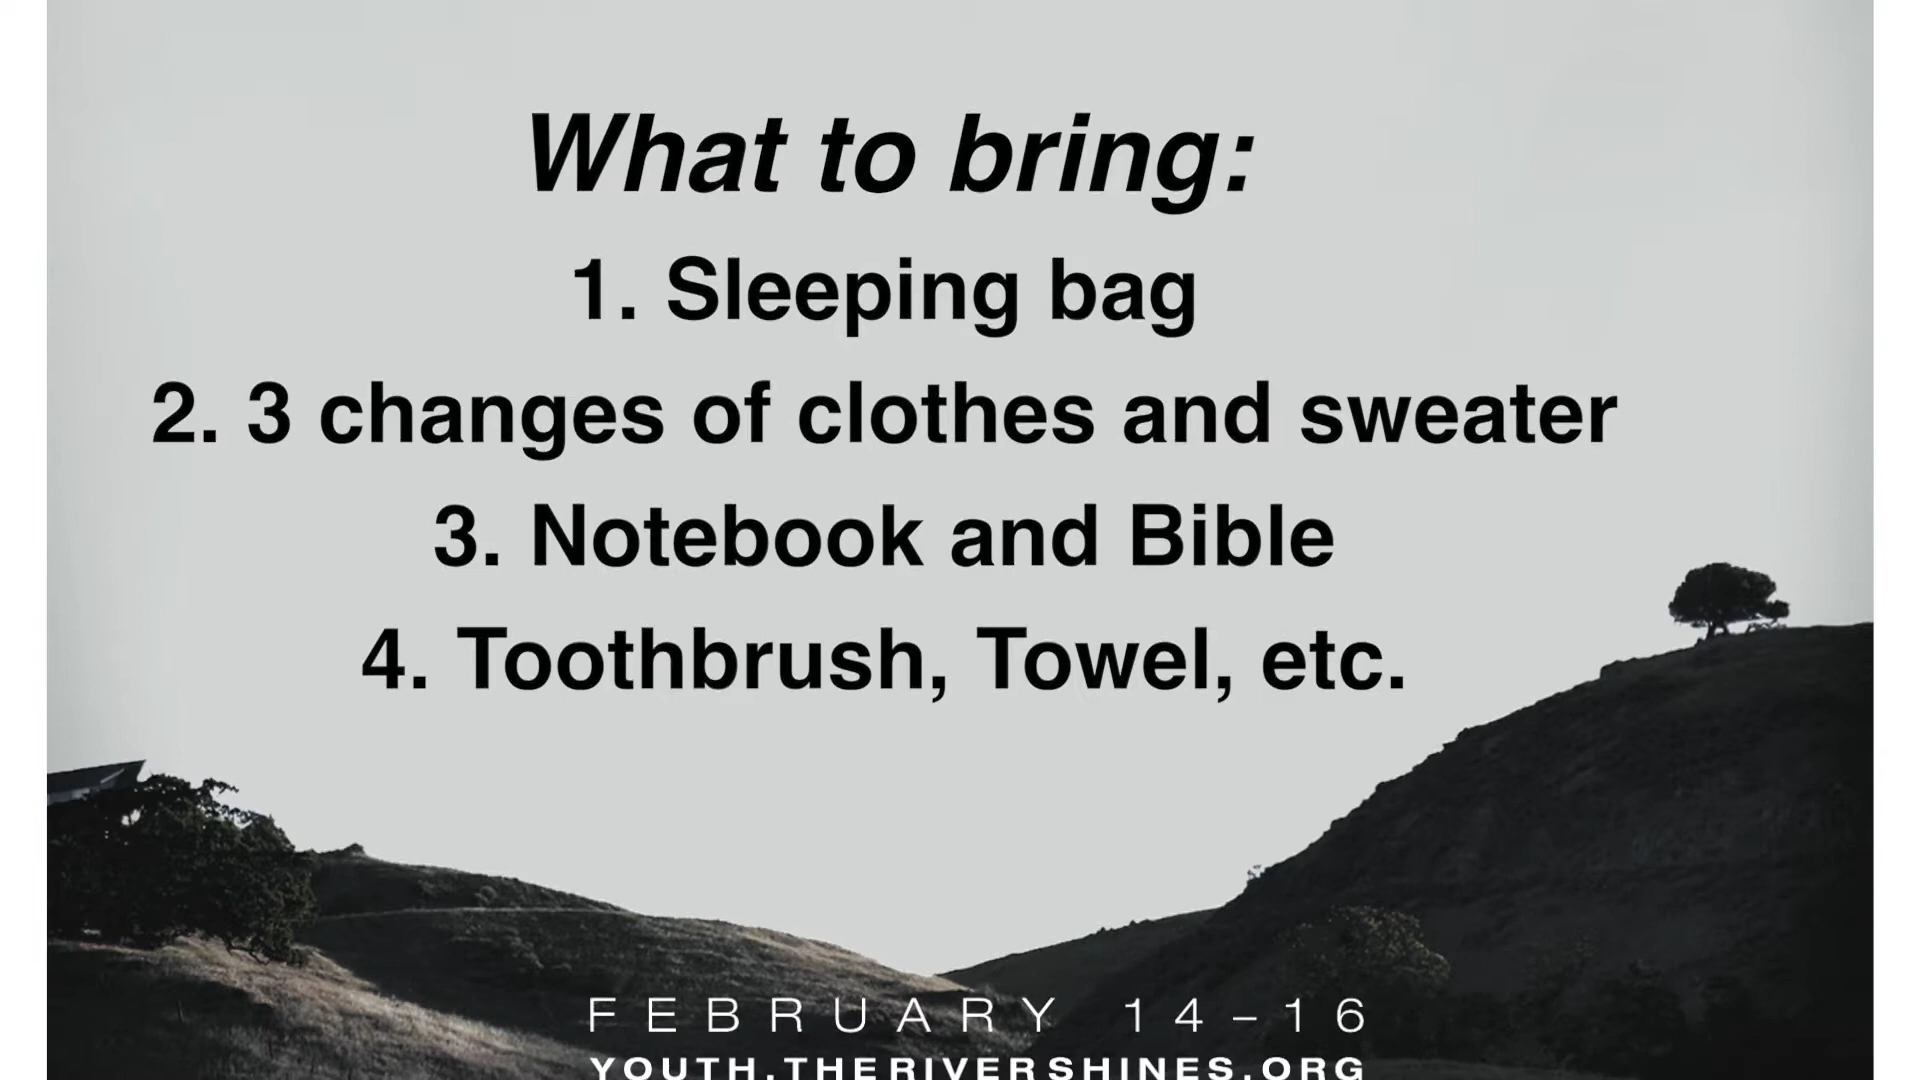 What to bring:
1. Sleeping bag
2. 3 changes of clothes and sweater
3. Notebook and Bible
4. Toothbrush, Towel, etc.
FEBRUARY 14-16
YOUTH.THERIVERSHINES.ORG